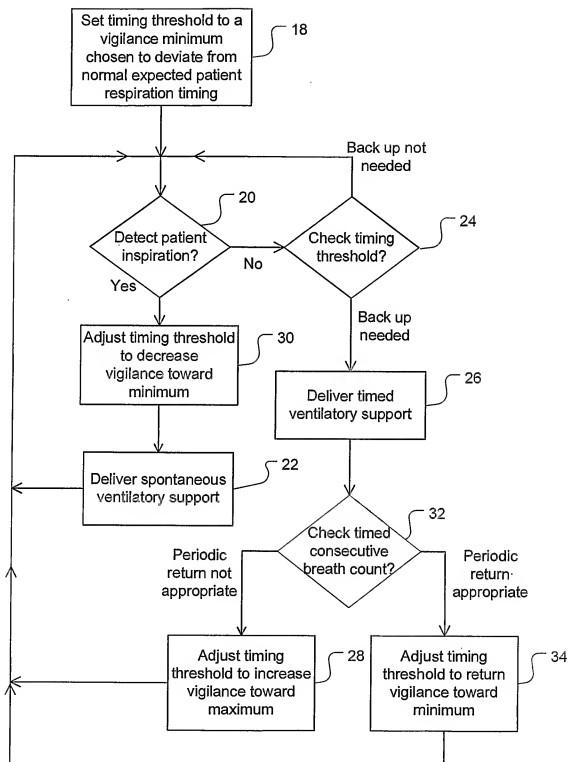 Set timing threshold to a
vigilance minimum
chosen to deviate from
normal expected patient
respiration timing
18
Back up not
needed
20
Detect patient
inspiration?
24
Check timing
threshold?
No
Yes
Back up
needed
30
Adjust timing threshold
to decrease
vigilance toward
minimum
26
Deliver timed
ventilatory support
22
Deliver spontaneous
ventilatory support
32
Check timed
consecutive
breath count?
Periodic
return not
appropriate
Periodic
return
appropriate
28
Adjust timing
threshold to increase
vigilance toward
maximum
34
Adjust timing
threshold to return
vigilance toward
minimum